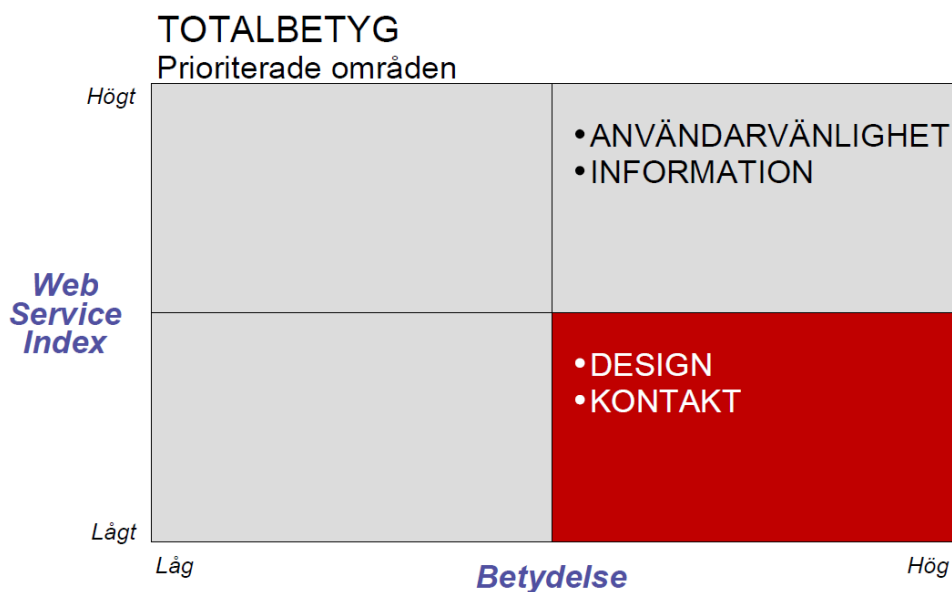 TOTALBETYG
Prioriterade områden
Högt
• ANVÄNDARVÄNLIGHET
• INFORMATION
Web
Service
Index
• DESIGN
• KONTAKT
Lågt
Låg
Betydelse
Hög